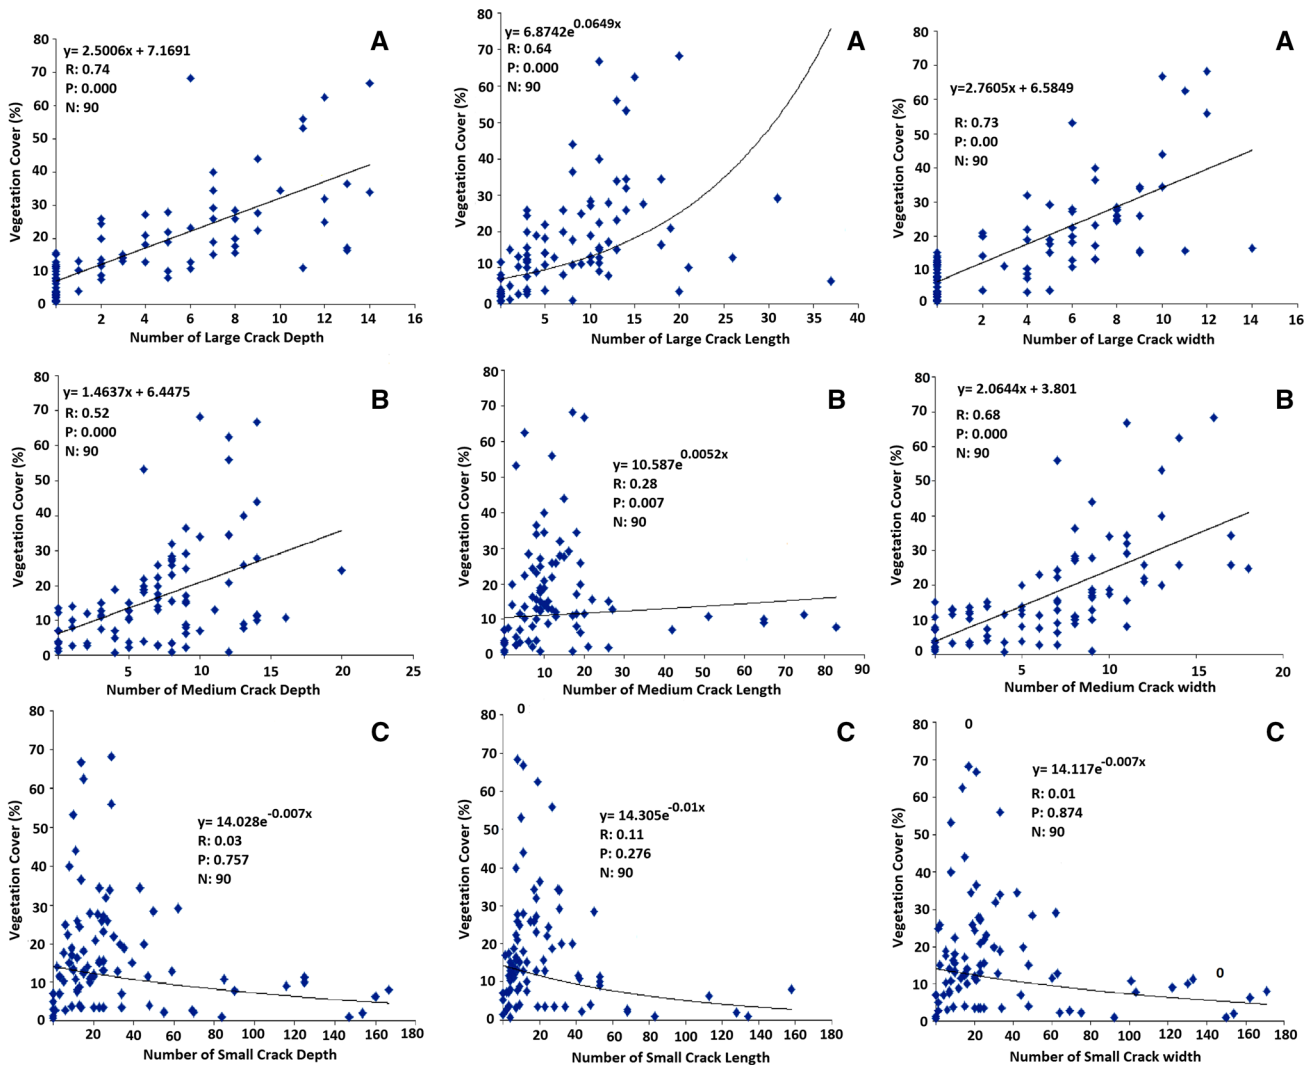 A
y= 2.5006x + 7.1691
R: 0.74
P: 0.000
N: 90
Vegetation Cover (%)
80
70
60
50
40
30
20
10
0
2
4
6
8
10
12
14
16
Number of Large Crack Depth
A
y= 6.8742e^0.0649x
R: 0.64
P: 0.000
N: 90
Vegetation Cover (%)
80
70
60
50
40
30
20
10
0
5
10
15
20
25
30
35
40
Number of Large Crack Length
A
y=2.7605x + 6.5849
R: 0.73
P: 0.00
N: 90
Vegetation Cover (%)
80
70
60
50
40
30
20
10
0
2
4
6
8
10
12
14
16
Number of Large Crack width
B
y= 1.4637x + 6.4475
R: 0.52
P: 0.000
N: 90
Vegetation Cover (%)
80
70
60
50
40
30
20
10
0
5
10
15
20
25
Number of Medium Crack Depth
B
y= 10.587e^0.0052x
R: 0.28
P: 0.007
N: 90
Vegetation Cover (%)
80
70
60
50
40
30
20
10
0
10
20
30
40
50
60
70
80
90
Number of Medium Crack Length
B
y= 2.0644x + 3.801
R: 0.68
P: 0.000
N: 90
Vegetation Cover (%)
80
70
60
50
40
30
20
10
0
5
10
15
20
Number of Medium Crack width
C
y= 14.028e^-0.007x
R: 0.03
P: 0.757
N: 90
Vegetation Cover (%)
80
70
60
50
40
30
20
10
0
20
40
60
80
100
120
140
160
180
Number of Small Crack Depth
0
C
y= 14.305e^-0.01x
R: 0.11
P: 0.276
N: 90
Vegetation Cover (%)
80
70
60
50
40
30
20
10
0
20
40
60
80
100
120
140
160
180
Number of Small Crack Length
0
C
y= 14.117e^-0.007x
R: 0.01
P: 0.874
N: 90
0
Vegetation Cover (%)
80
70
60
50
40
30
20
10
0
20
40
60
80
100
120
140
160
180
Number of Small Crack width